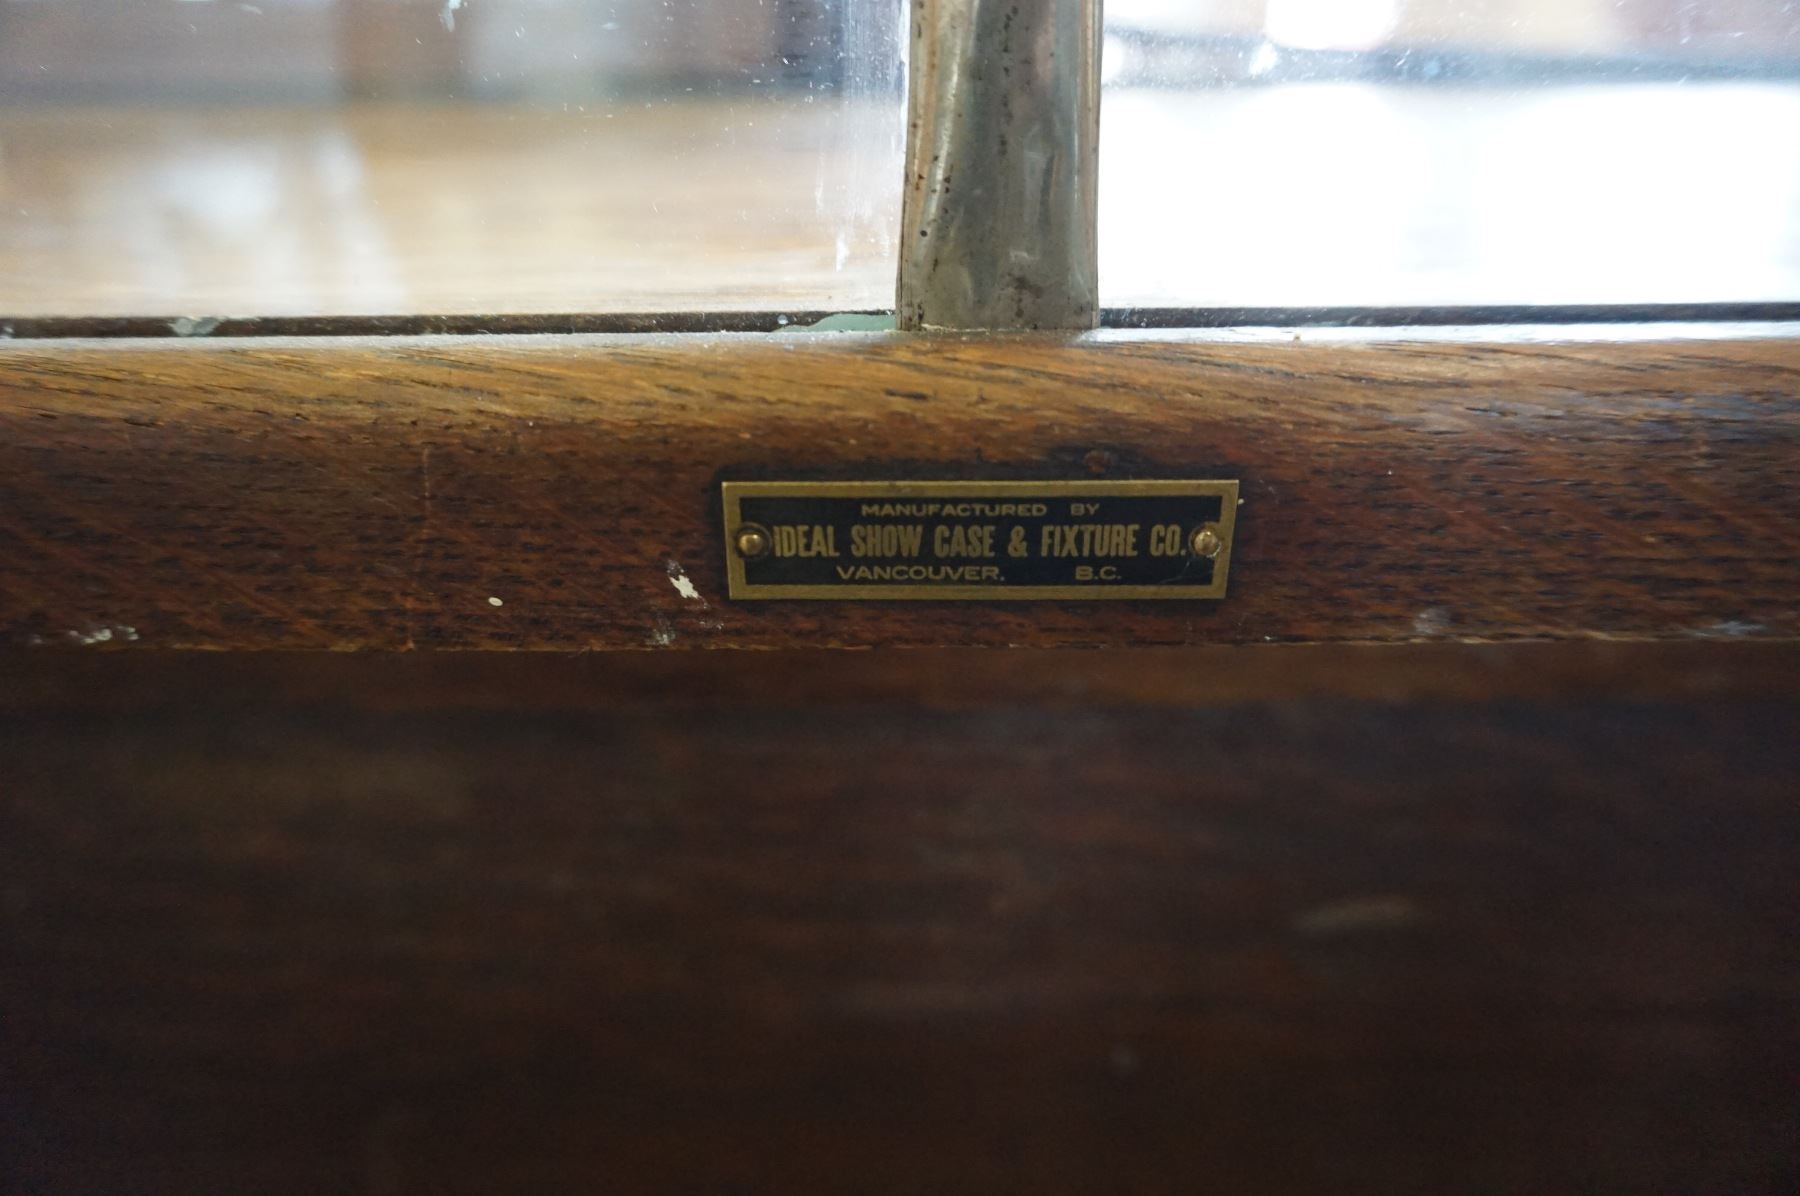 MANUFACTURED BY
IDEAL SHOW CASE & FIXTURE CO.
VANCOUVER. B.C.